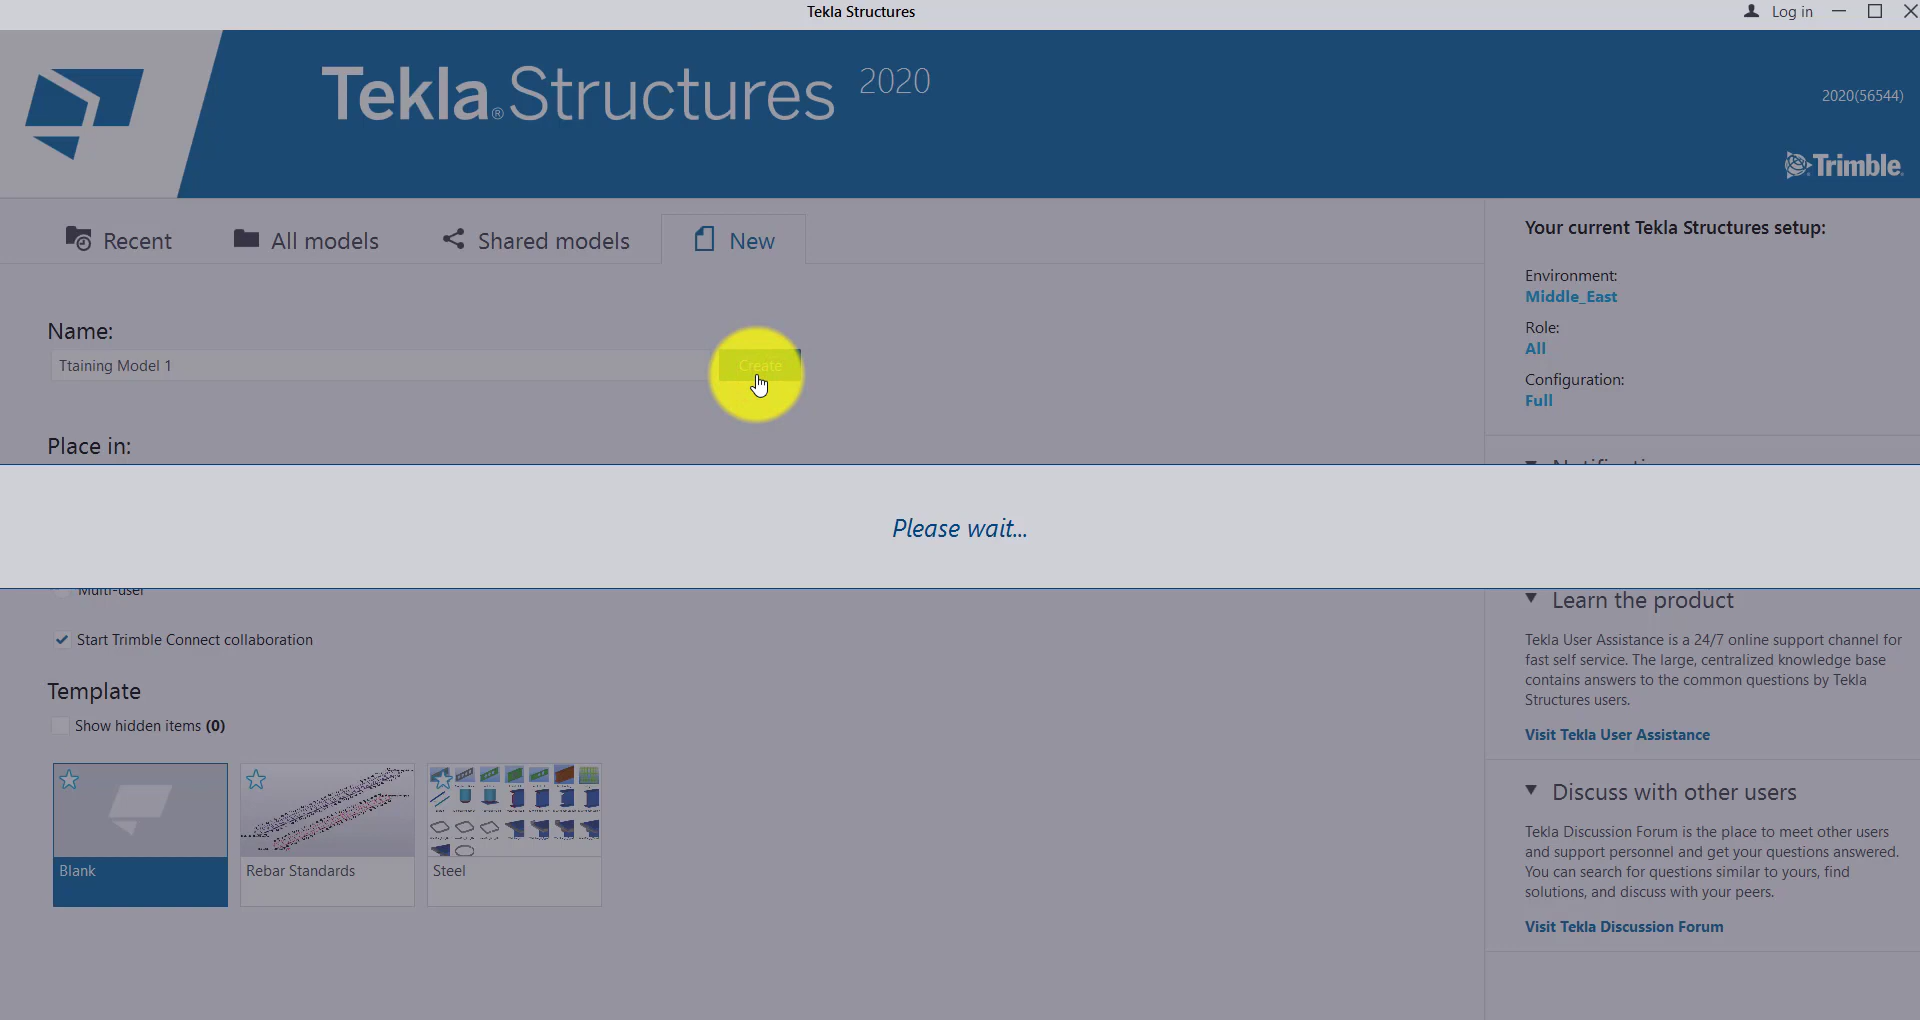 Tekla Structures
Log in
Tekla® Structures 2020
2020(56544)
Trimble
Recent
All models
Shared models
New
Name:
Ttaining Model 1
Create
Place in:
Please wait...
Multi-user
Start Trimble Connect collaboration
Template
Show hidden items (0)
Blank
Rebar Standards
Steel
Your current Tekla Structures setup:
Environment:
Middle_East
Role:
All
Configuration:
Full
Learn the product
Tekla User Assistance is a 24/7 online support channel for
fast self service. The large, centralized knowledge base
contains answers to the common questions by Tekla
Structures users.
Visit Tekla User Assistance
Discuss with other users
Tekla Discussion Forum is the place to meet other users
and support personnel and get your questions answered.
You can search for questions similar to yours, find
solutions, and discuss with your peers.
Visit Tekla Discussion Forum